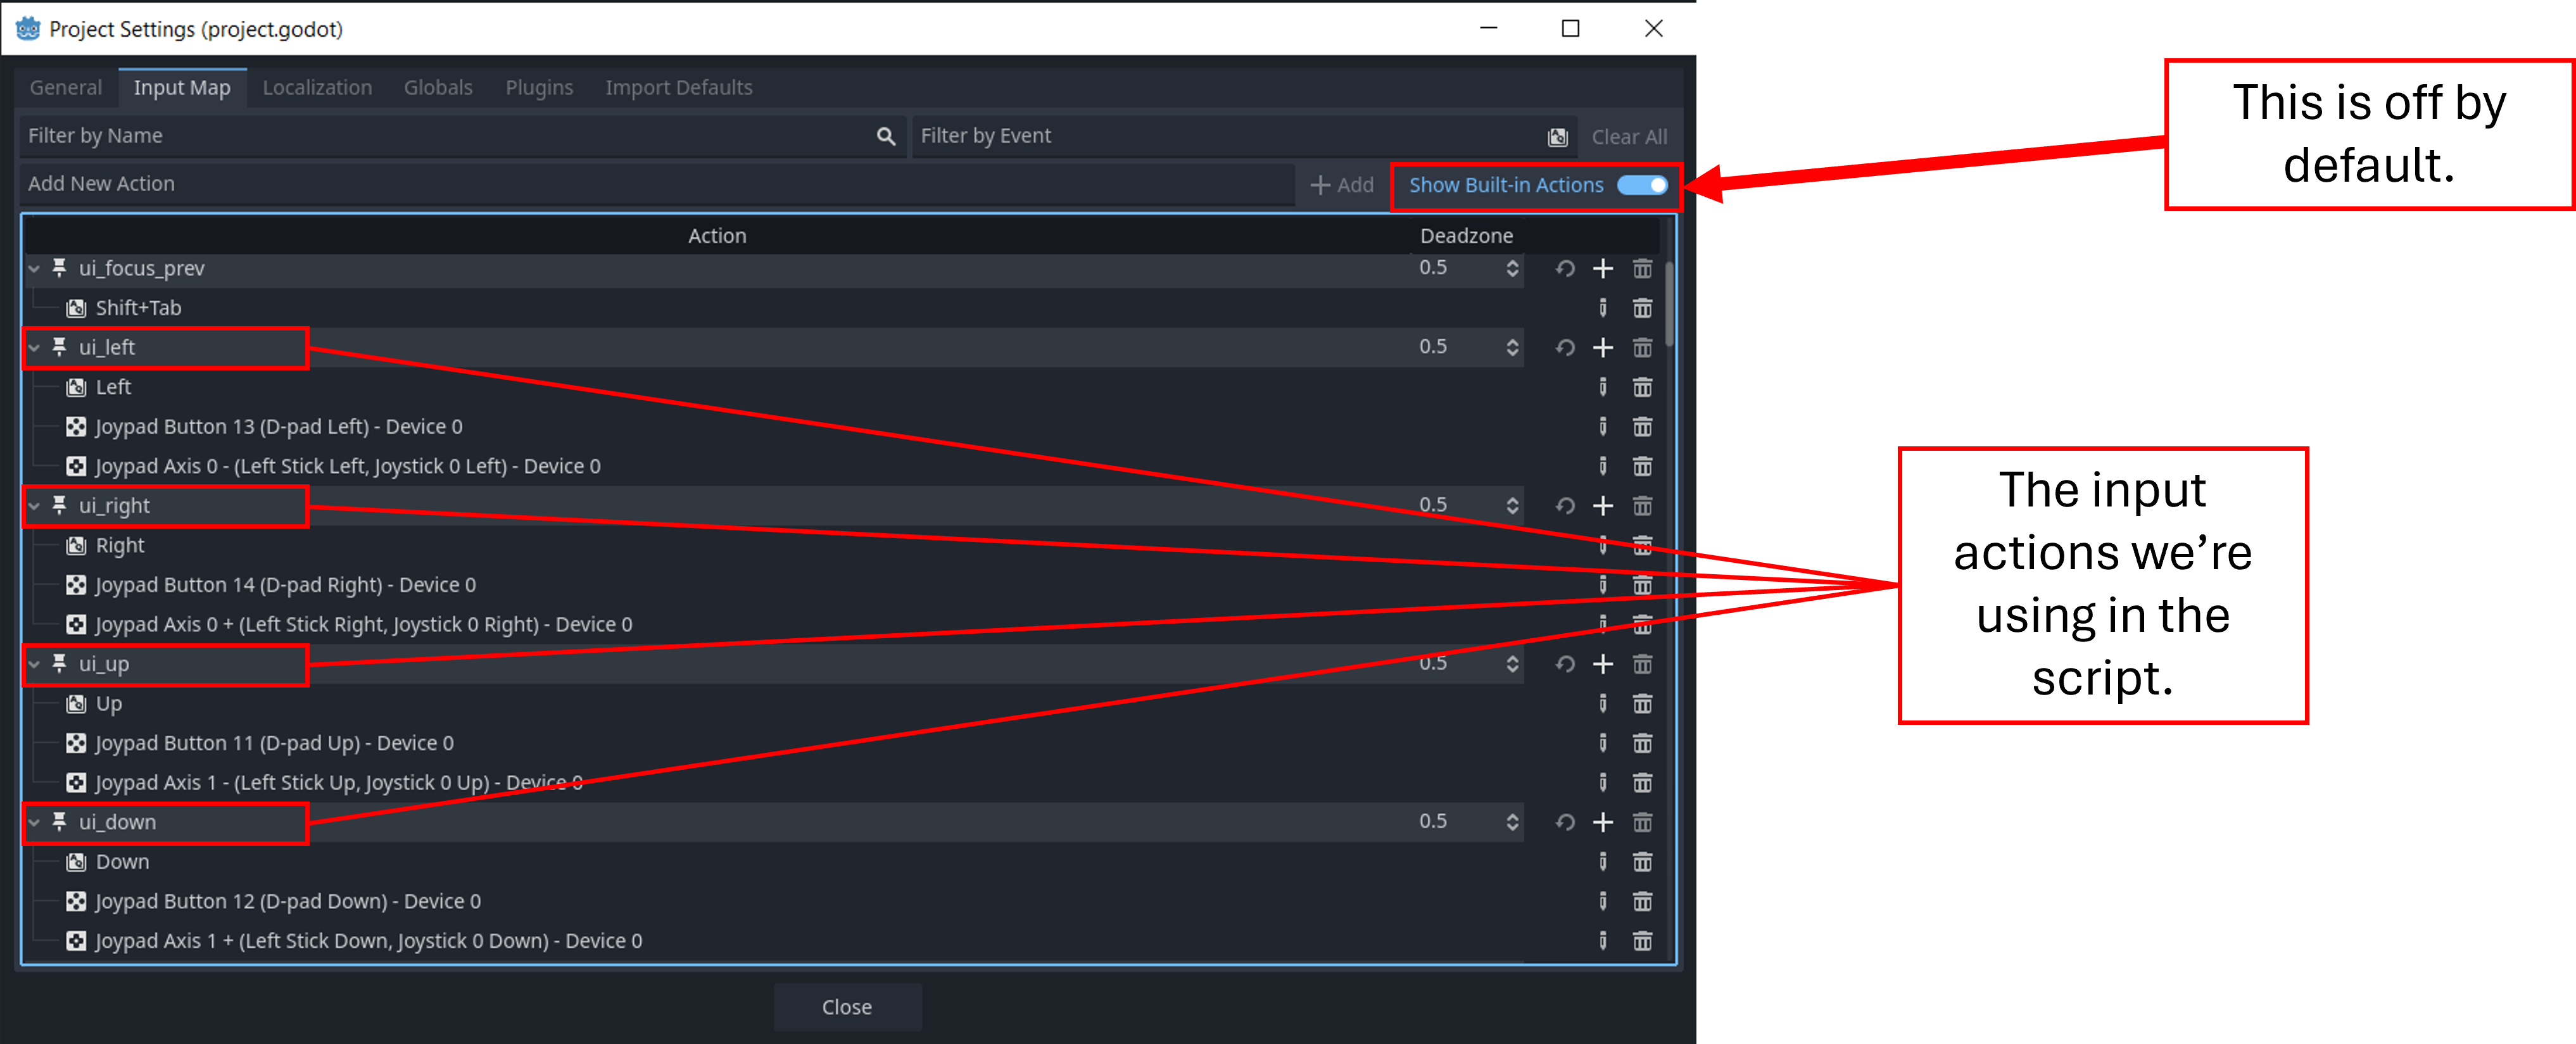 Project Settings (project.godot)
General Input Map Localization Globals Plugins Import Defaults
Filter by Name
Filter by Event
Clear All
Add New Action
Add
Show Built-in Actions
This is off by
default.
Action Deadzone
ui_focus_prev 0.5
Shift+Tab
ui_left 0.5
Left
Joypad Button 13 (D-pad Left) - Device 0
Joypad Axis 0 - (Left Stick Left, Joystick 0 Left) - Device 0
ui_right 0.5
Right
Joypad Button 14 (D-pad Right) - Device 0
Joypad Axis 0 + (Left Stick Right, Joystick 0 Right) - Device 0
ui_up 0.5
Up
Joypad Button 11 (D-pad Up) - Device 0
Joypad Axis 1 - (Left Stick Up, Joystick 0 Up) - Device 0
ui_down 0.5
Down
Joypad Button 12 (D-pad Down) - Device 0
Joypad Axis 1 + (Left Stick Down, Joystick 0 Down) - Device 0
Close
The input
actions we’re
using in the
script.